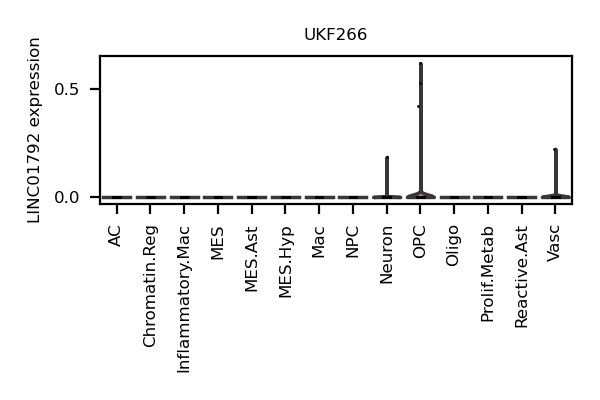 UKF266
LINC01792 expression
0.5
0.0
AC
Chromatin.Reg
Inflammatory.Mac
MES
MES.Ast
MES.Hyp
Mac
NPC
Neuron
OPC
Oligo
Prolif.Metab
Reactive.Ast
Vasc